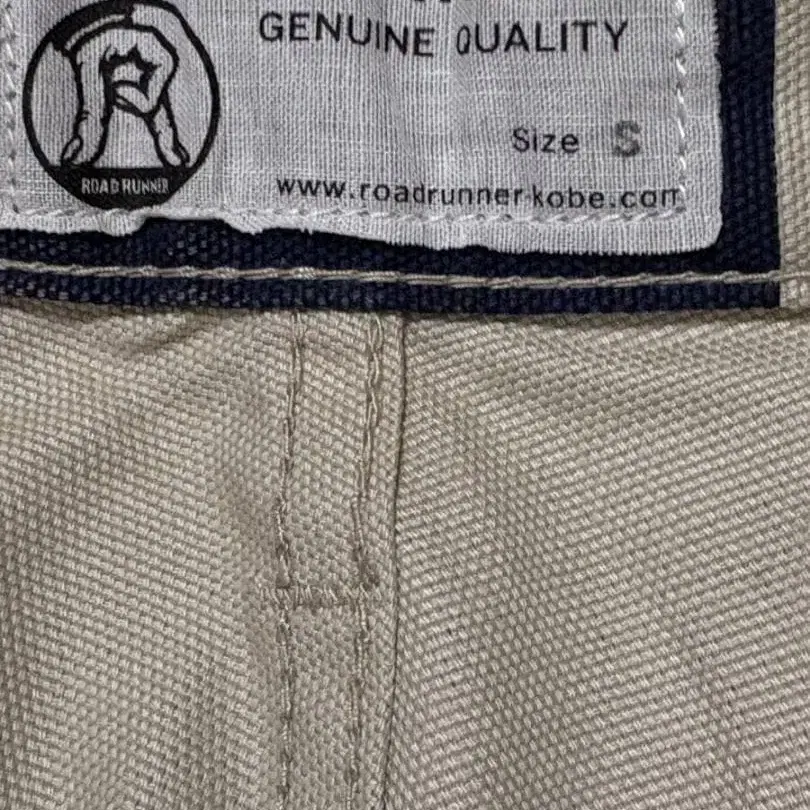 GENUINE QUALITY
Size S
www.roadrunner-kobe.com
ROAD RUNNER